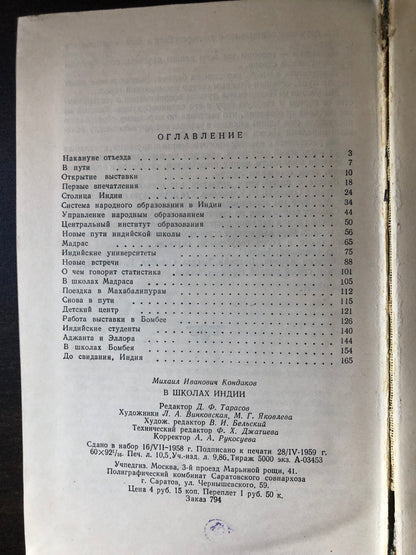 ОГЛАВЛЕНИЕ
Накануне отъезда 3
В пути 7
Открытие выставки 10
Первые впечатления 18
Столица Индии 24
Система народного образования в Индии 34
Управление народным образованием 44
Центральный институт образования 50
Новые пути индийской школы 56
Мадрас 65
Индийские университеты 75
Новые встречи 88
О чем говорит статистика 101
В школах Мадраса 105
Поездка в Махабалипурам 112
Снова в пути 115
Детский центр 121
Работа выставки в Бомбее 126
Индийские студенты 140
Аджанта и Эллора 144
В школах Бомбея 154
До свидания, Индия 165
Михаил Иванович Кондаков
В ШКОЛАХ ИНДИИ
Редактор Д. Ф. Тарасов
Художники Л. А. Винковская, М. Г. Яковлева
Худож. редактор В. И. Бельский
Технический редактор Ф. Х. Джатиева
Корректор А. А. Рукосуева
Сдано в набор 16/VII-1958 г. Подписано к печати 28/IV-1959 г.
60×92¹/₁₆ Печ. л. 10,5. Уч.-изд. л. 9,86. Тираж 5000 экз. А-03453
Учпедгиз. Москва, 3-й проезд Марьиной рощи, 41.
Полиграфический комбинат Саратовского совнархоза
г. Саратов, ул. Чернышевского, 59.
Цена 4 руб. 15 коп. Переплет 1 руб. 50 к.
Заказ 794